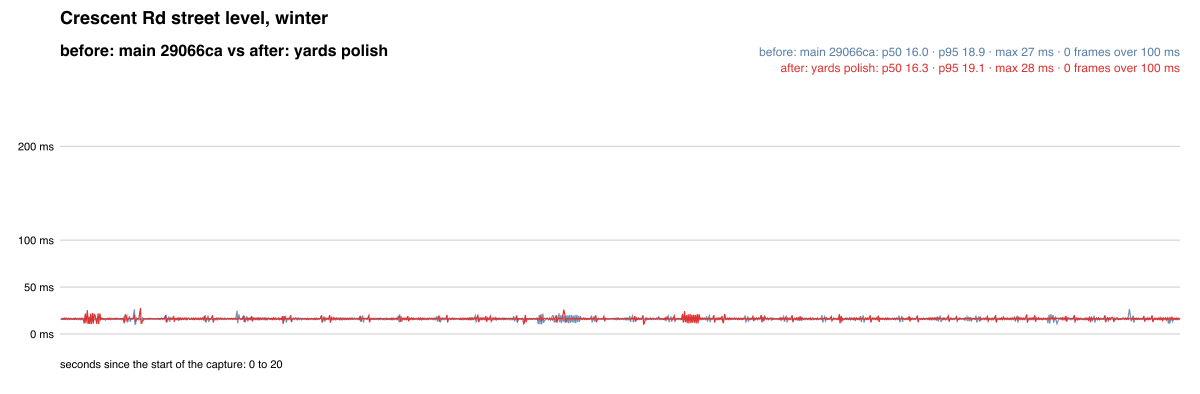 Crescent Rd street level, winter
before: main 29066ca vs after: yards polish
before: main 29066ca: p50 16.0 · p95 18.9 · max 27 ms · 0 frames over 100 ms
after: yards polish: p50 16.3 · p95 19.1 · max 28 ms · 0 frames over 100 ms
200 ms
100 ms
50 ms
0 ms
seconds since the start of the capture: 0 to 20